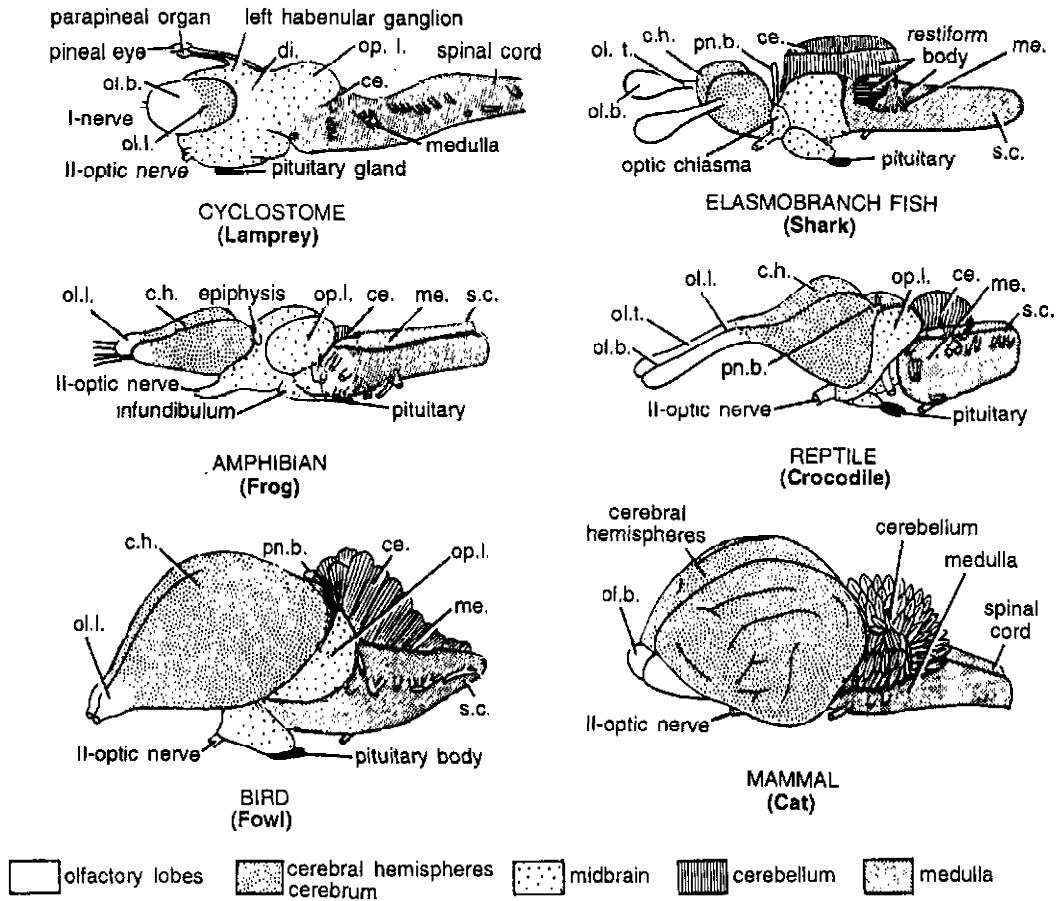 parapineal organ
left habenular ganglion
pineal eye
di.
op. l.
spinal cord
ol.b.
ce.
I-nerve
ol.l.
medulla
II-optic nerve
pituitary gland
CYCLOSTOME
(Lamprey)
ol. t.
c.h.
pn.b.
ce.
restiform
body
me.
ol.b.
optic chiasma
pituitary
s.c.
ELASMOBRANCH FISH
(Shark)
ol.l.
c.h.
epiphysis
op.l.
ce.
me.
s.c.
II-optic nerve
infundibulum
pituitary
AMPHIBIAN
(Frog)
c.h.
ol.l.
op.l.
ce.
me.
s.c.
ol.t.
ol.b.
pn.b.
II-optic nerve
pituitary
REPTILE
(Crocodile)
c.h.
pn.b.
ce.
op.l.
me.
ol.l.
s.c.
II-optic nerve
pituitary body
BIRD
(Fowl)
cerebral
hemispheres
cerebellum
medulla
ol.b.
spinal
cord
II-optic nerve
MAMMAL
(Cat)
olfactory lobes
cerebral hemispheres
cerebrum
midbrain
cerebellum
medulla